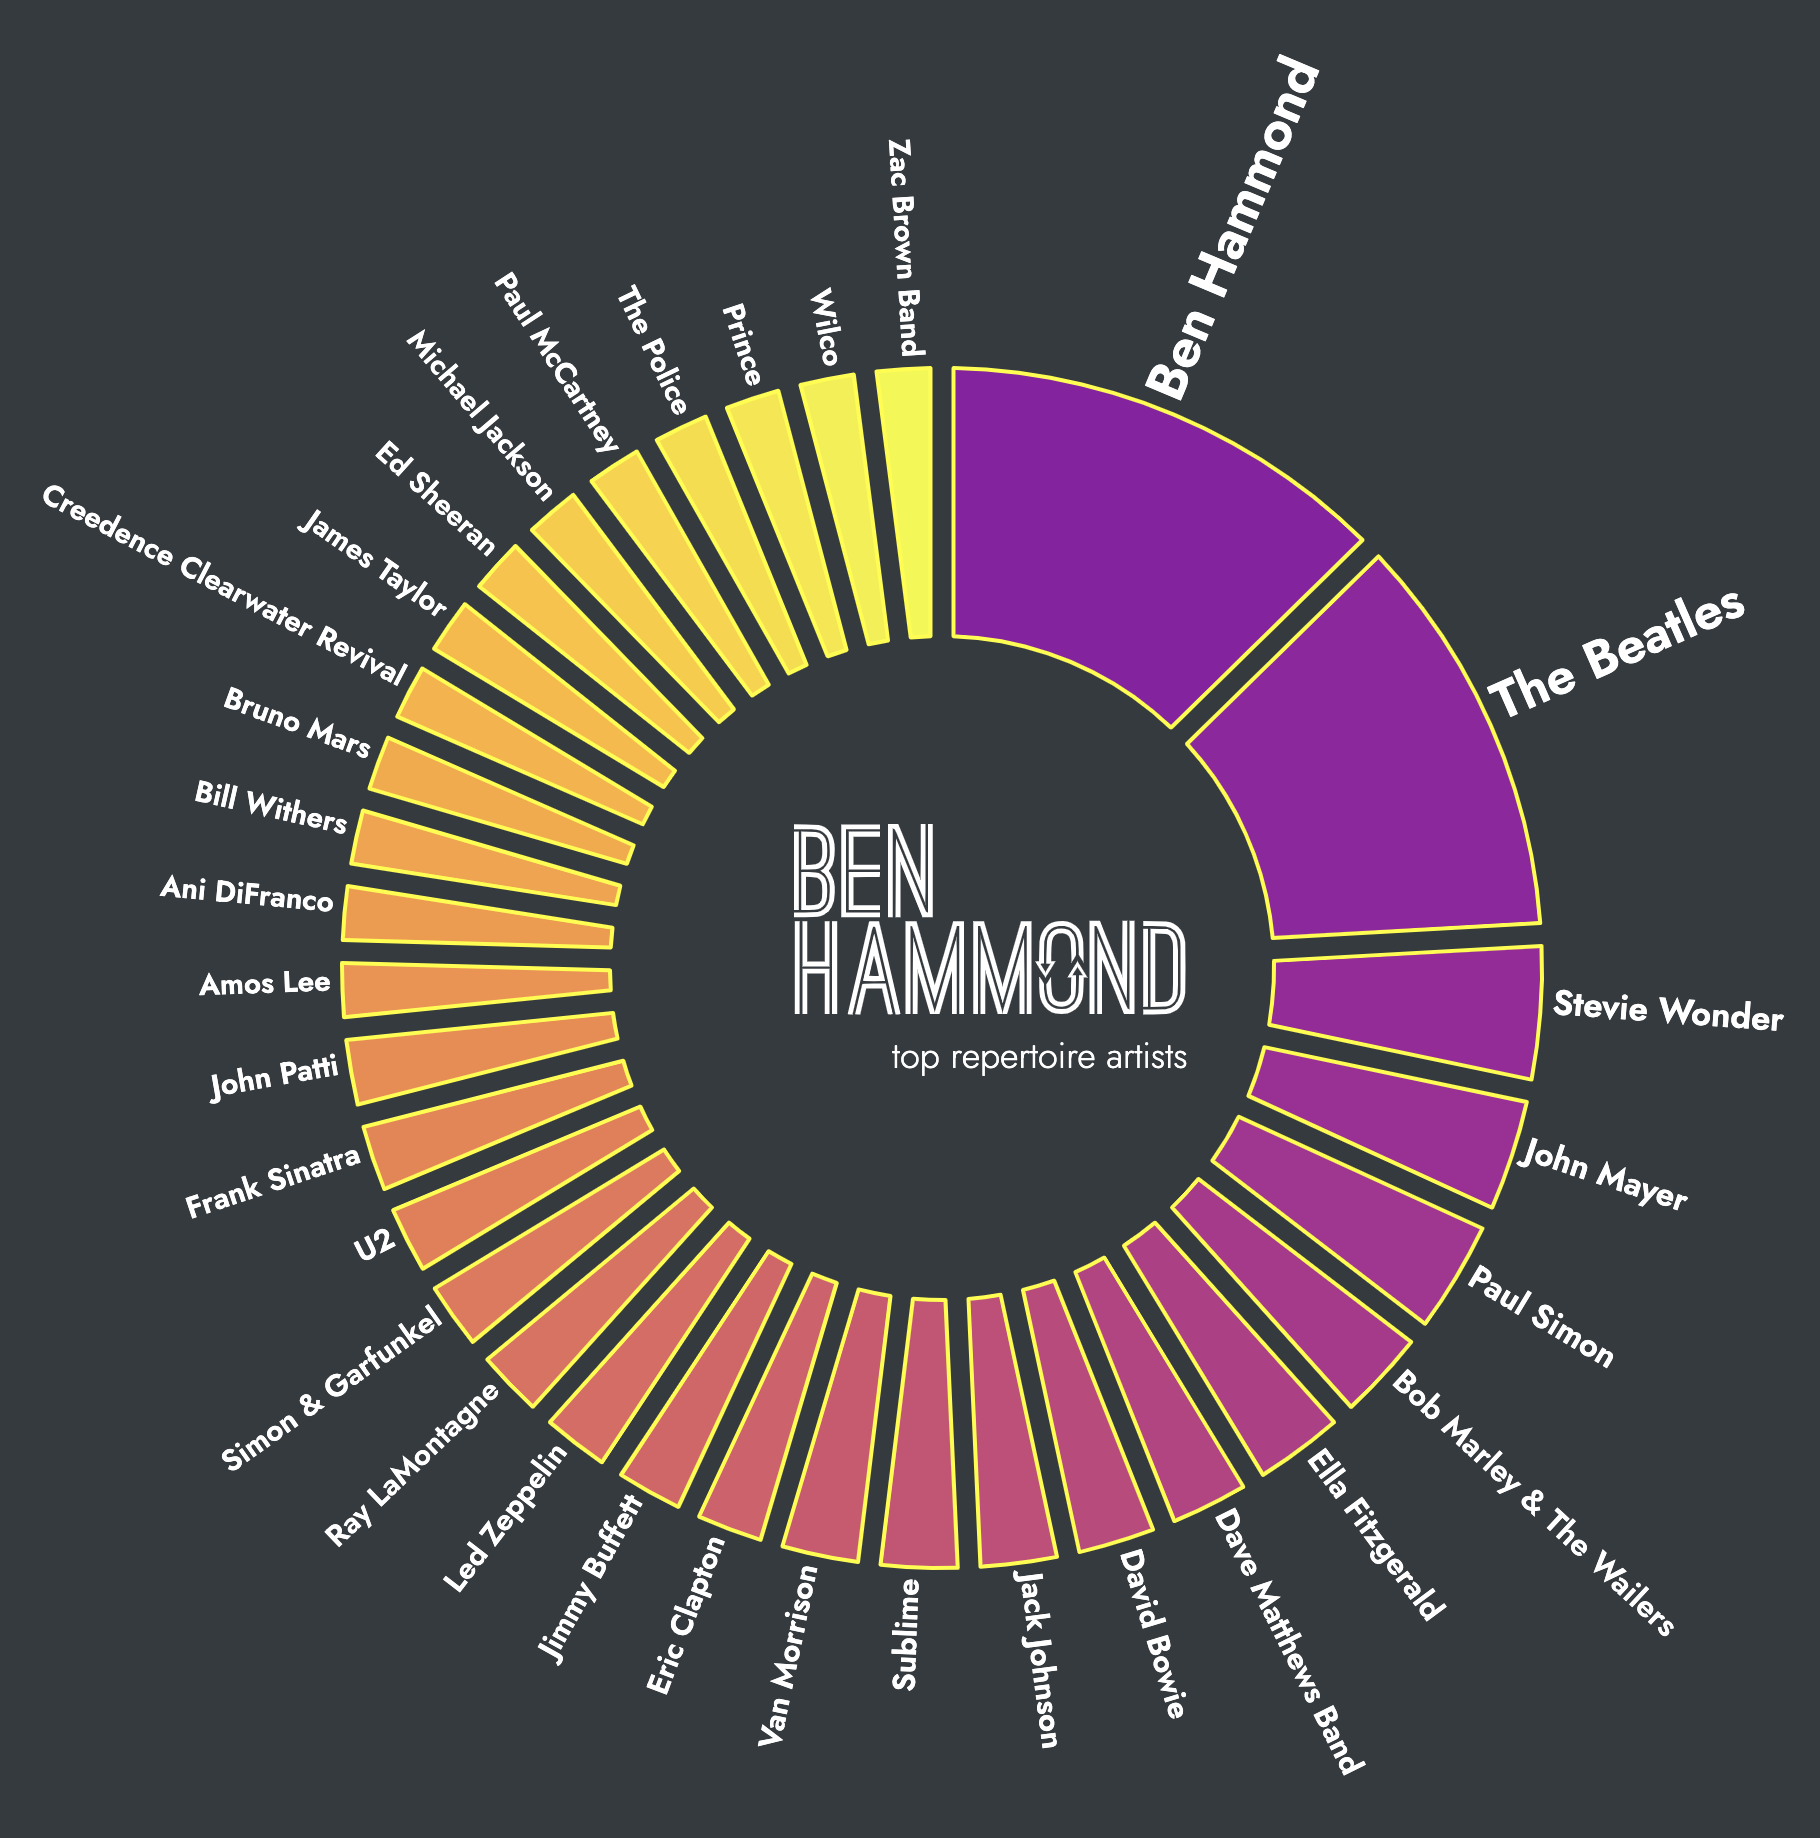 Ben Hammond
The Beatles
Stevie Wonder
John Mayer
Paul Simon
Bob Marley & The Wailers
Ella Fitzgerald
Dave Matthews Band
David Bowie
Jack Johnson
Sublime
Van Morrison
Eric Clapton
Jimmy Buffett
Led Zeppelin
Ray LaMontagne
Simon & Garfunkel
U2
Frank Sinatra
John Patti
Amos Lee
Ani DiFranco
Bill Withers
Bruno Mars
Creedence Clearwater Revival
James Taylor
Ed Sheeran
Michael Jackson
Paul McCartney
The Police
Prince
Wilco
Zac Brown Band
BEN
HAMMOND
top repertoire artists